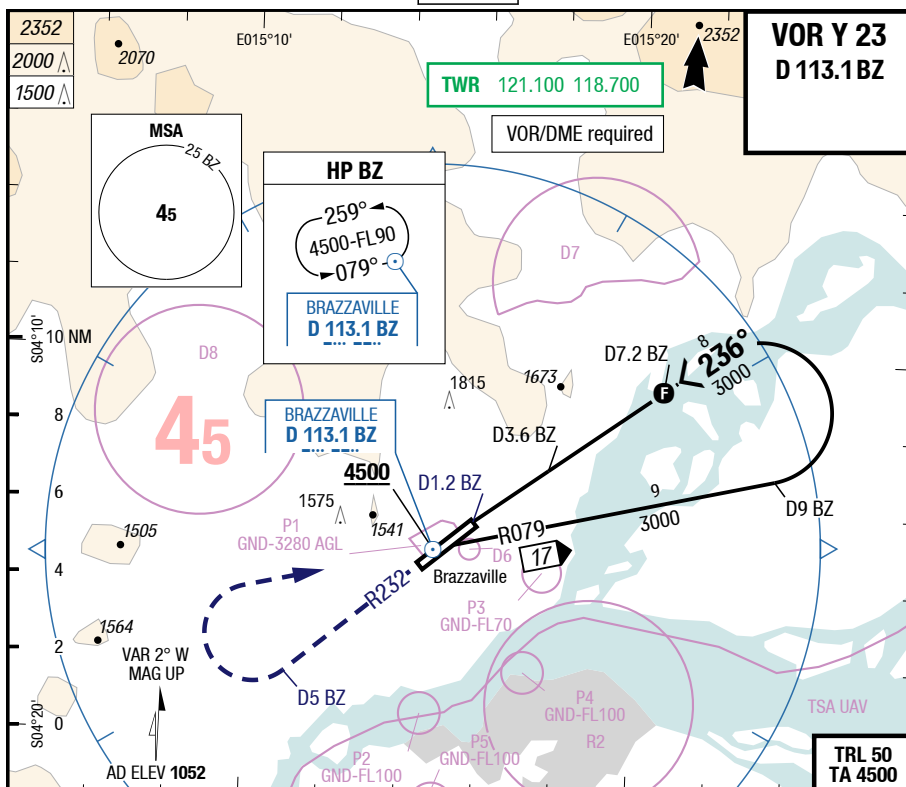 2352
2000
1500
2070
E015°10'
E015°20'
2352
VOR Y 23
D 113.1 BZ
TWR 121.100 118.700
VOR/DME required
MSA
25 BZ
45
HP BZ
259°
4500-FL90
079°
BRAZZAVILLE
D 113.1 BZ
D7
S04°10'
10 NM
8
6
4
2
0
S04°20'
D8
45
1815
1673
D7.2 BZ
F
8
236°
3000
BRAZZAVILLE
D 113.1 BZ
D3.6 BZ
4500
D1.2 BZ
1575
1541
1505
P1
GND-3280 AGL
R079
9
3000
D9 BZ
D6
17
Brazzaville
R232
P3
GND-FL70
1564
VAR 2° W
MAG UP
D5 BZ
P4
GND-FL100
R2
TSA UAV
P5
GND-FL100
P2
GND-FL100
AD ELEV 1052
TRL 50
TA 4500